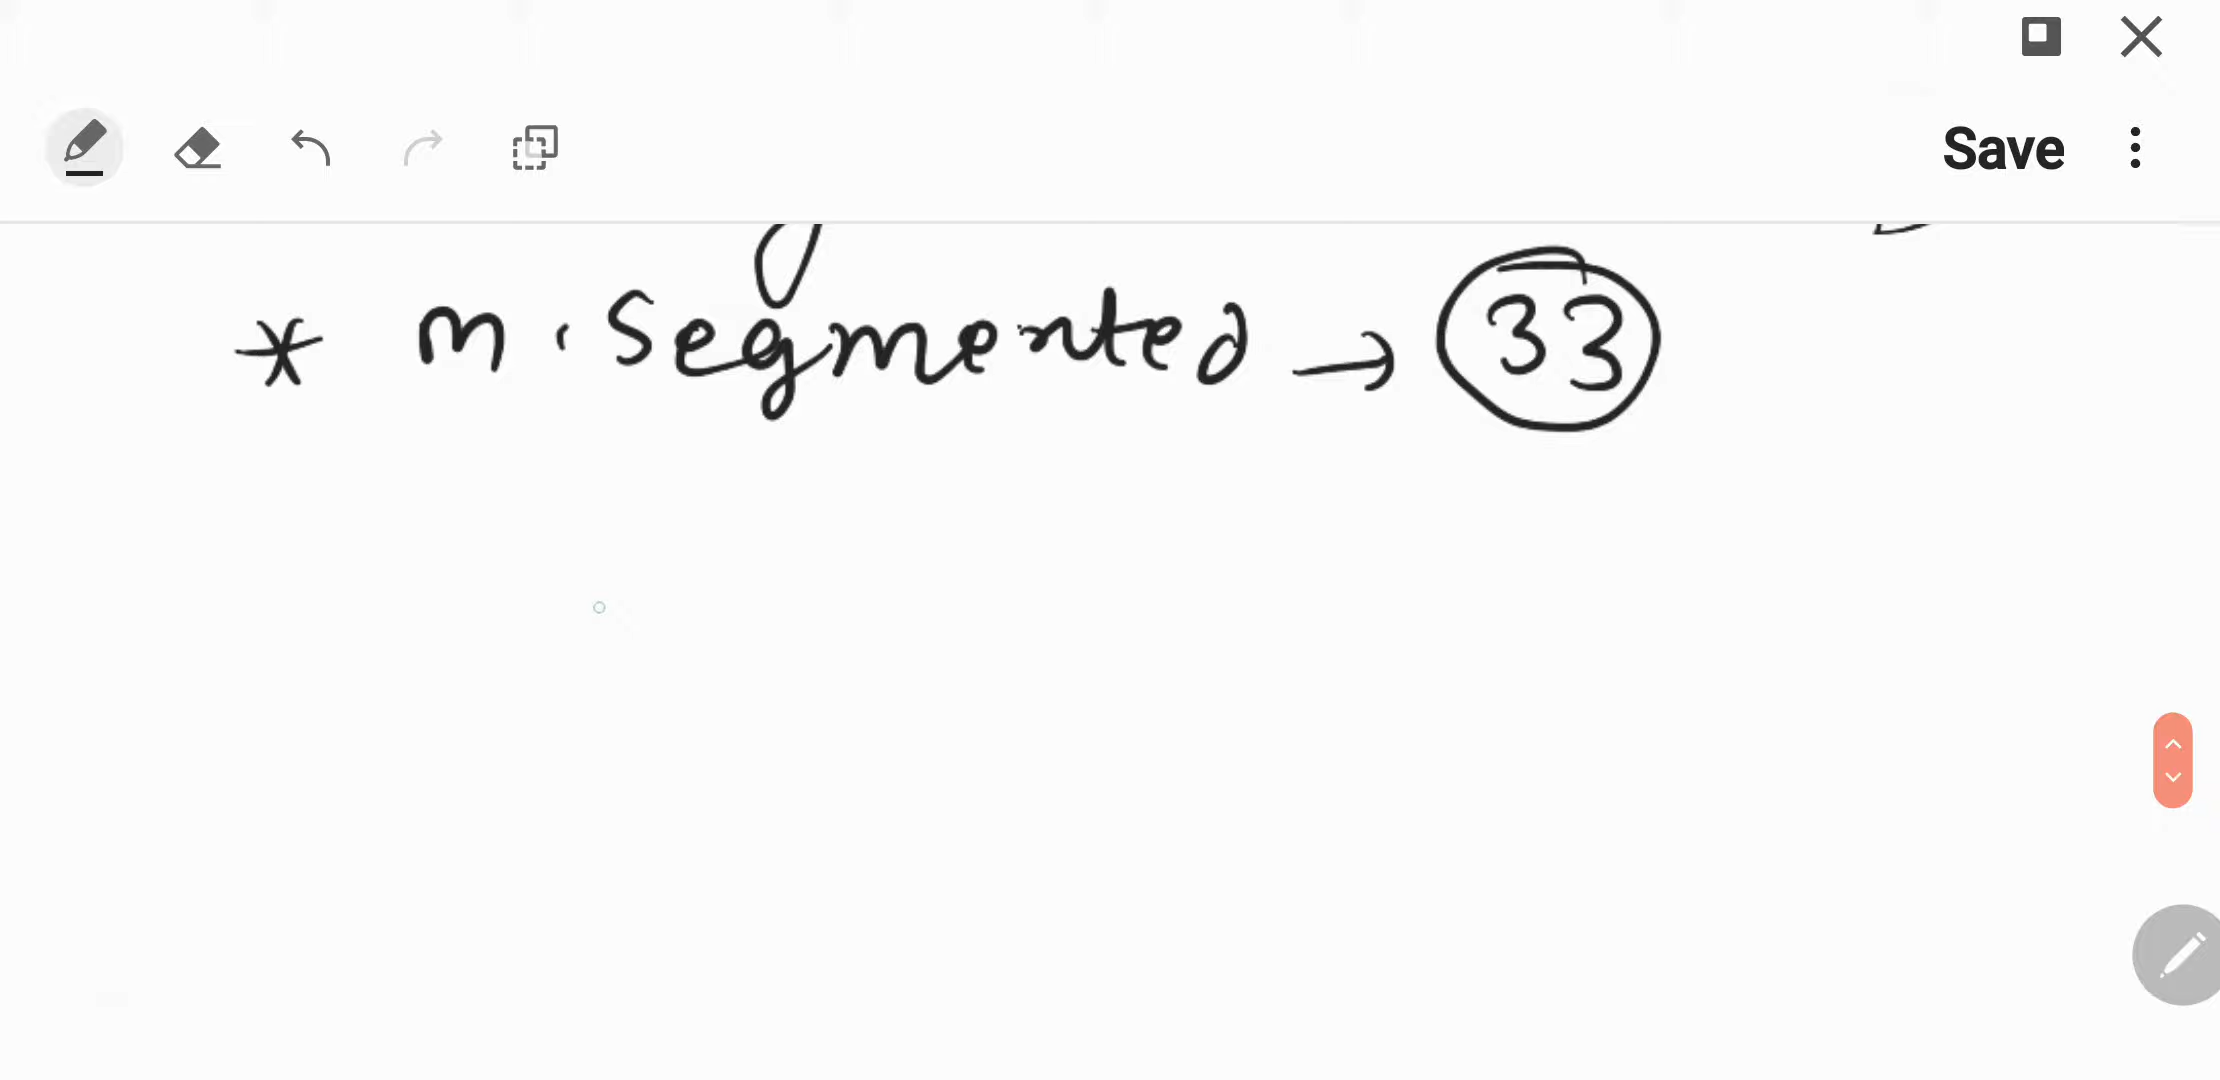 Save
* m. Segmented → 33